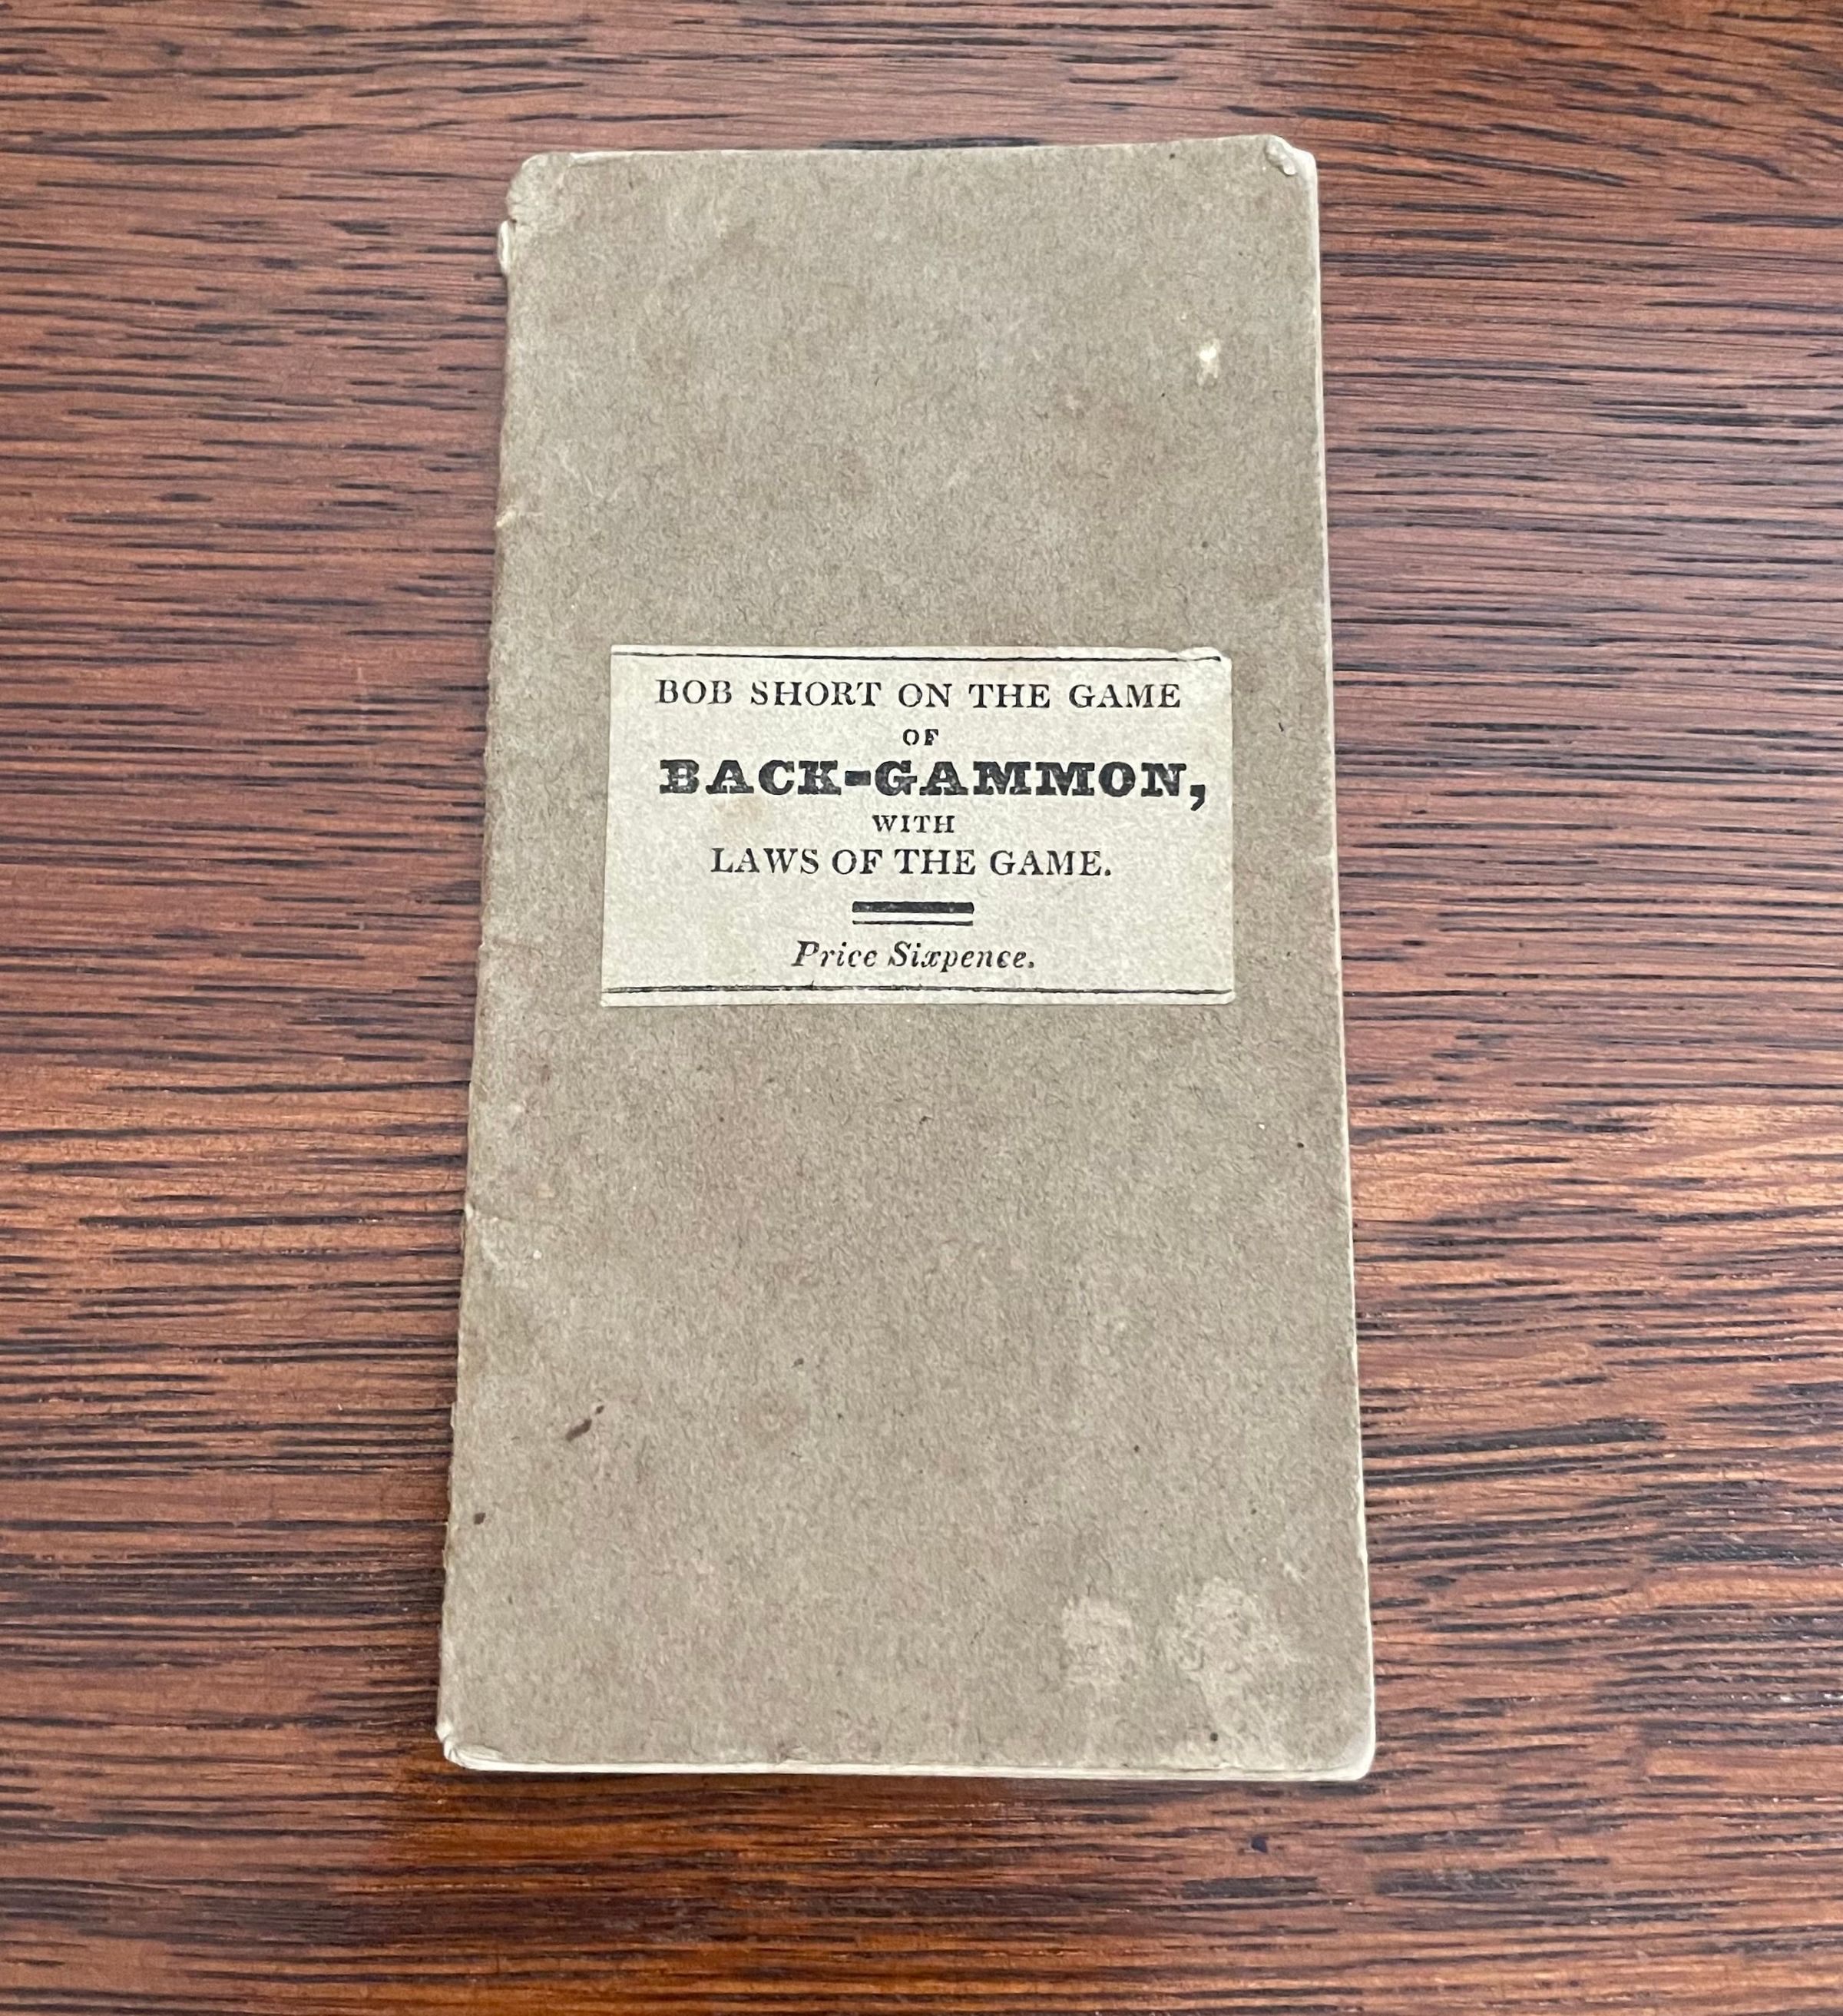 BOB SHORT ON THE GAME
OF
BACK-GAMMON,
WITH
LAWS OF THE GAME.
Price Sixpence.